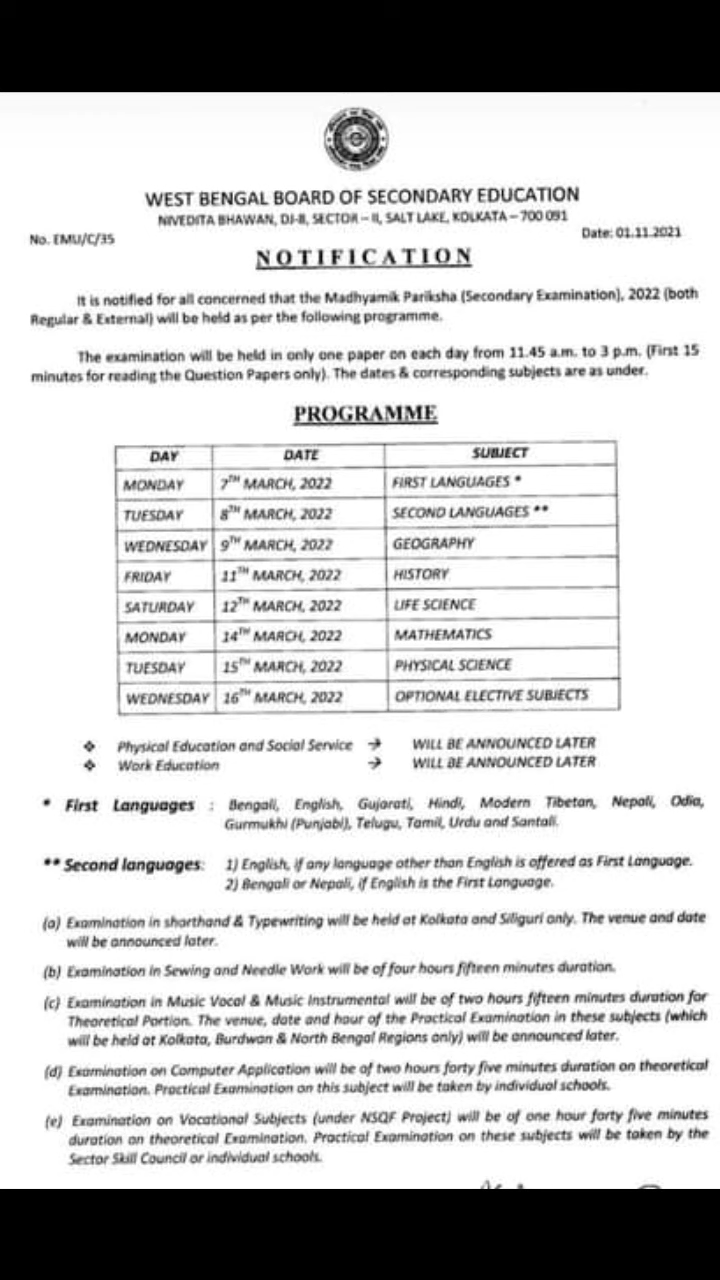 WEST BENGAL BOARD OF SECONDARY EDUCATION
NIVEDITA BHAWAN, DJ-8, SECTOR – II, SALT LAKE, KOLKATA – 700 091
No. EMU/C/35
Date: 01.11.2021
NOTIFICATION
It is notified for all concerned that the Madhyamik Pariksha (Secondary Examination), 2022 (both
Regular & External) will be held as per the following programme.
The examination will be held in only one paper on each day from 11.45 a.m. to 3 p.m. (First 15
minutes for reading the Question Papers only). The dates & corresponding subjects are as under.
PROGRAMME
DAY DATE SUBJECT
MONDAY 7TH MARCH, 2022 FIRST LANGUAGES *
TUESDAY 8TH MARCH, 2022 SECOND LANGUAGES **
WEDNESDAY 9TH MARCH, 2022 GEOGRAPHY
FRIDAY 11TH MARCH, 2022 HISTORY
SATURDAY 12TH MARCH, 2022 LIFE SCIENCE
MONDAY 14TH MARCH, 2022 MATHEMATICS
TUESDAY 15TH MARCH, 2022 PHYSICAL SCIENCE
WEDNESDAY 16TH MARCH, 2022 OPTIONAL ELECTIVE SUBJECTS
❖ Physical Education and Social Service → WILL BE ANNOUNCED LATER
❖ Work Education → WILL BE ANNOUNCED LATER
* First Languages : Bengali, English, Gujarati, Hindi, Modern Tibetan, Nepali, Odia,
Gurmukhi (Punjabi), Telugu, Tamil, Urdu and Santali.
** Second languages: 1) English, if any language other than English is offered as First Language.
2) Bengali or Nepali, if English is the First Language.
(a) Examination in shorthand & Typewriting will be held at Kolkata and Siliguri only. The venue and date
will be announced later.
(b) Examination in Sewing and Needle Work will be of four hours fifteen minutes duration.
(c) Examination in Music Vocal & Music Instrumental will be of two hours fifteen minutes duration for
Theoretical Portion. The venue, date and hour of the Practical Examination in these subjects (which
will be held at Kolkata, Burdwan & North Bengal Regions only) will be announced later.
(d) Examination on Computer Application will be of two hours forty five minutes duration on theoretical
Examination. Practical Examination on this subject will be taken by individual schools.
(e) Examination on Vocational Subjects (under NSQF Project) will be of one hour forty five minutes
duration on theoretical Examination. Practical Examination on these subjects will be taken by the
Sector Skill Council or individual schools.